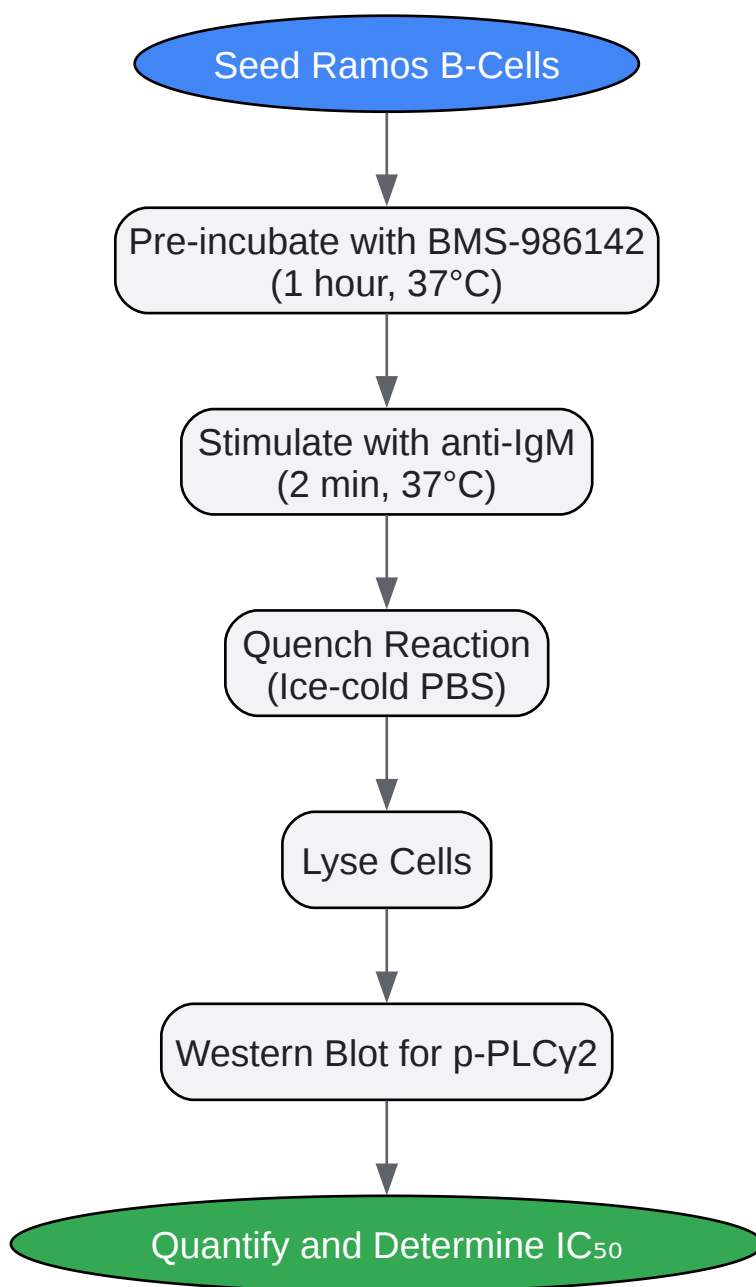 Seed Ramos B-Cells
Pre-incubate with BMS-986142
(1 hour, 37°C)
Stimulate with anti-IgM
(2 min, 37°C)
Quench Reaction
(Ice-cold PBS)
Lyse Cells
Western Blot for p-PLCγ2
Quantify and Determine IC₅₀